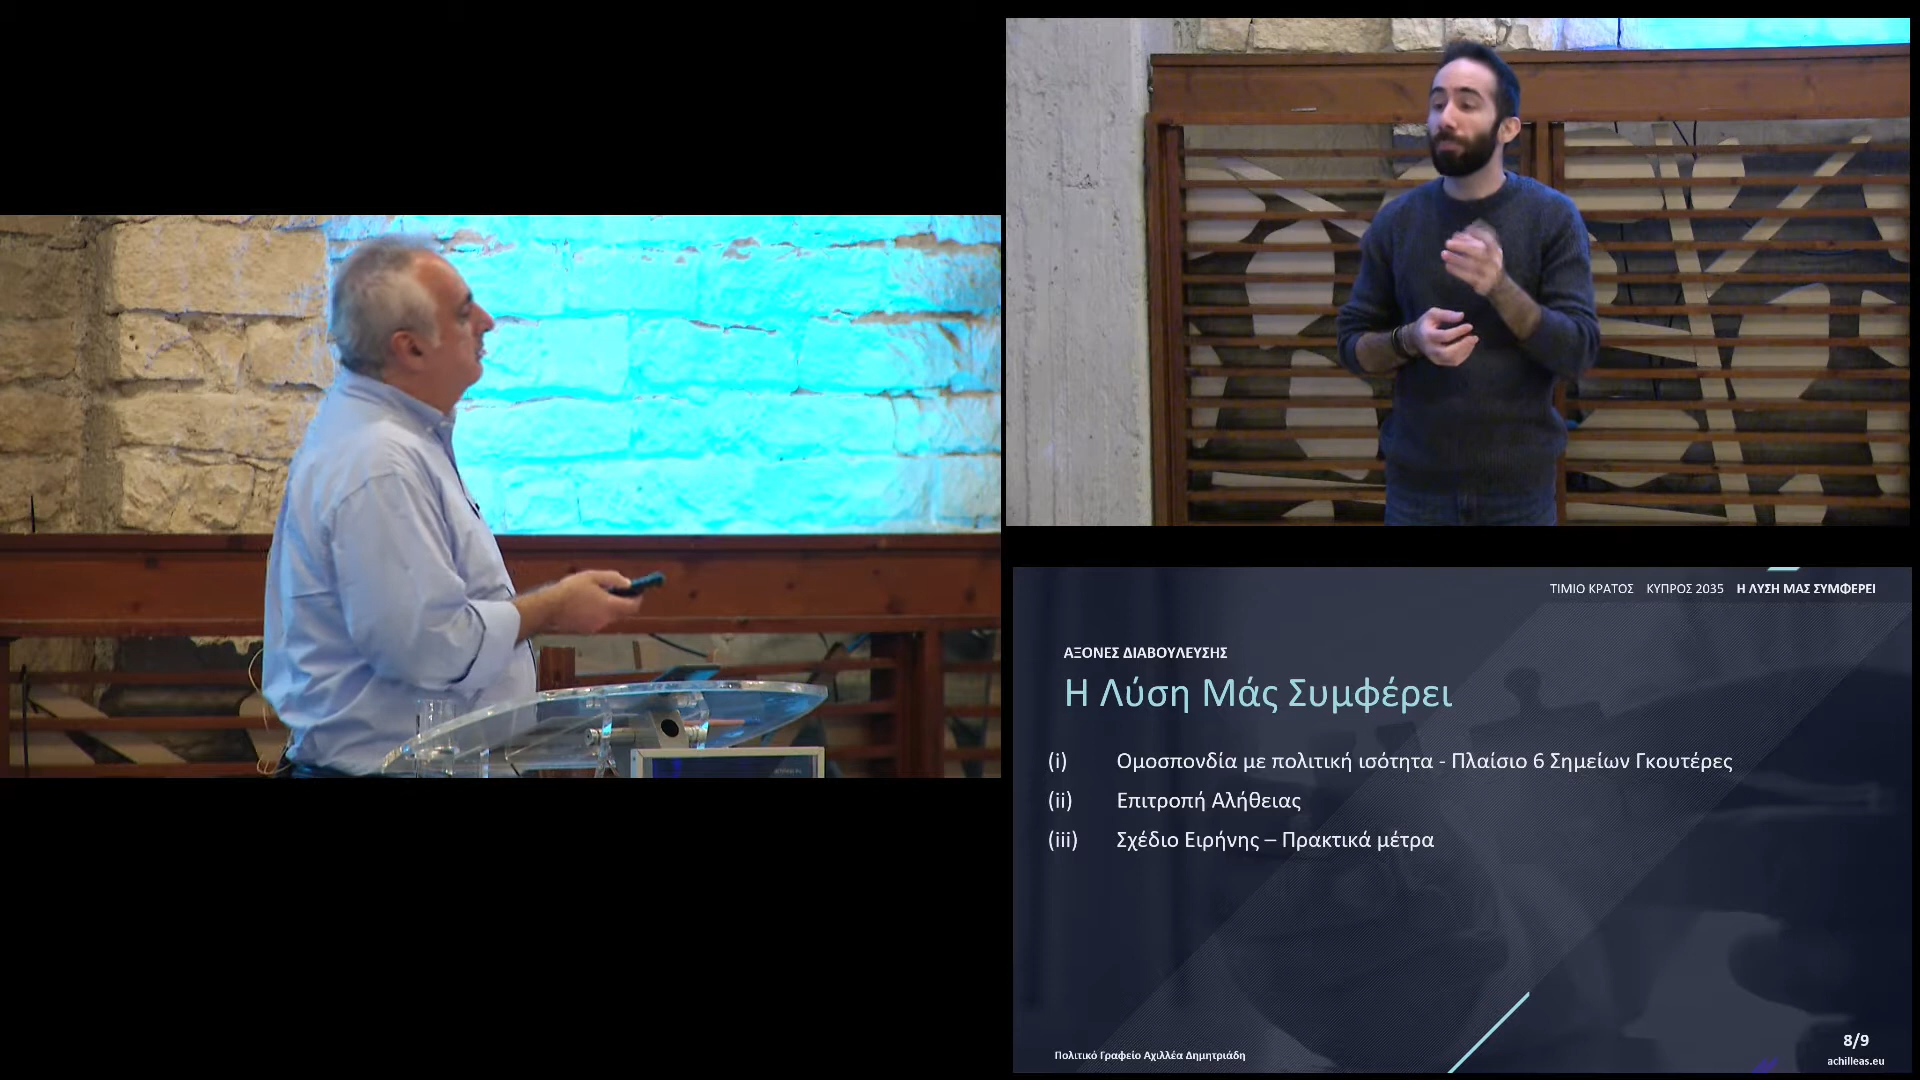 ΤΙΜΙΟ ΚΡΑΤΟΣ ΚΥΠΡΟΣ 2035 Η ΛΥΣΗ ΜΑΣ ΣΥΜΦΕΡΕΙ
ΑΞΟΝΕΣ ΔΙΑΒΟΥΛΕΥΣΗΣ
Η Λύση Μάς Συμφέρει
(i) Ομοσπονδία με πολιτική ισότητα - Πλαίσιο 6 Σημείων Γκουτέρες
(ii) Επιτροπή Αλήθειας
(iii) Σχέδιο Ειρήνης – Πρακτικά μέτρα
8/9
Πολιτικό Γραφείο Αχιλλέα Δημητριάδη
achilleas.eu